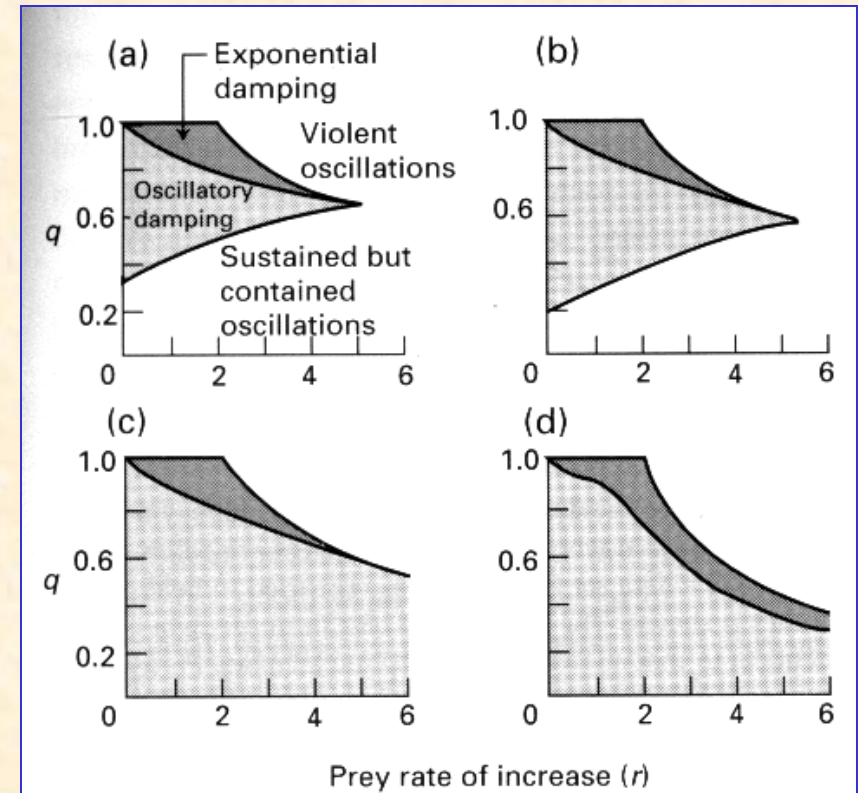 (a)
Exponential
damping
1.0
Violent
oscillations
Oscillatory
damping
0.6
q
Sustained but
contained
oscillations
0.2
0
0 2 4 6
(b)
1.0
0.6
0 2 4 6
(c)
1.0
0.6
q
0.2
0
0 2 4 6
(d)
1.0
0.6
0 2 4 6
Prey rate of increase (r)